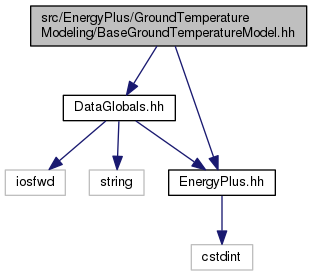 src/EnergyPlus/GroundTemperature
Modeling/BaseGroundTemperatureModel.hh
DataGlobals.hh
iosfwd
string
EnergyPlus.hh
cstdint